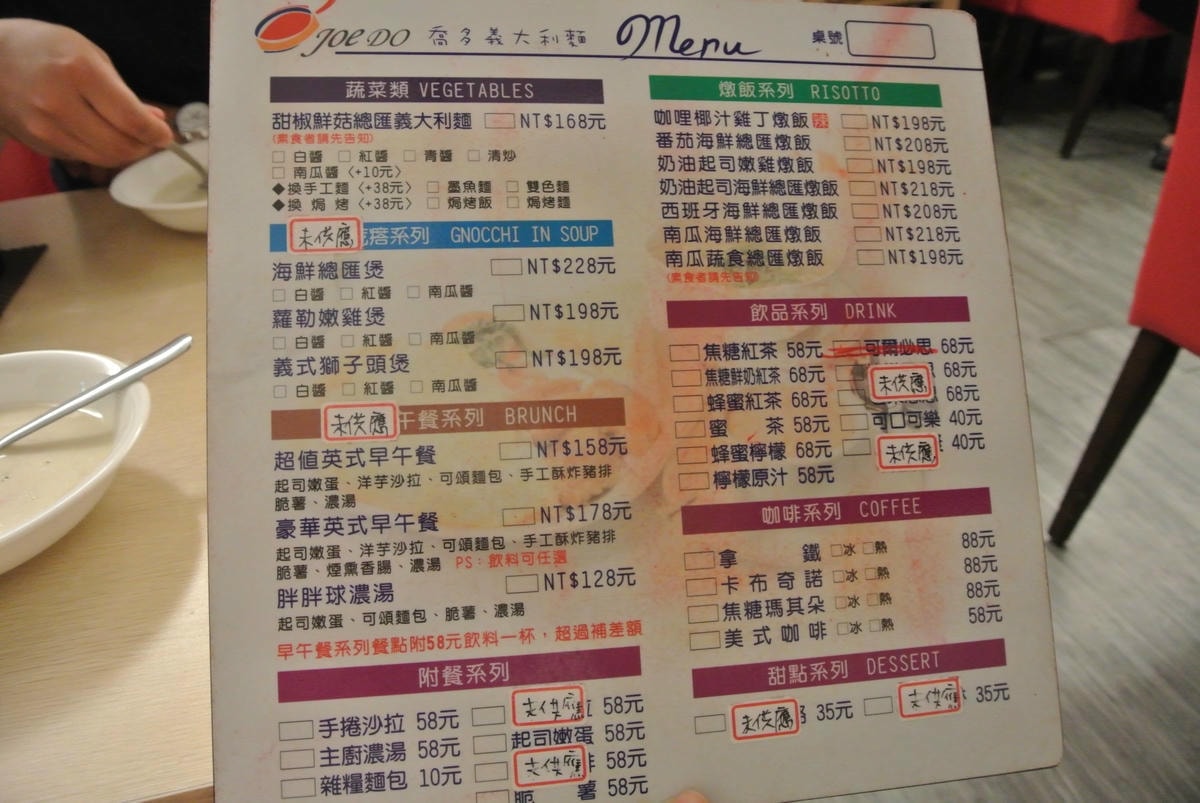 JOE DO 喬多義大利麵 Menu 桌號
蔬菜類 VEGETABLES
甜椒鮮菇總匯義大利麵 NT$168元
(素食者請先告知)
白醬 紅醬 青醬 清炒
南瓜醬〈+10元〉
◆換手工麵〈+38元〉 墨魚麵 雙色麵
◆換焗烤〈+38元〉 焗烤飯 焗烤麵
未供應 系列 GNOCCHI IN SOUP
海鮮總匯煲 NT$228元
白醬 紅醬 南瓜醬
蘿勒嫩雞煲 NT$198元
白醬 紅醬 南瓜醬
義式獅子頭煲 NT$198元
白醬 紅醬 南瓜醬
未供應 午餐系列 BRUNCH
超值英式早午餐 NT$158元
起司嫩蛋、洋芋沙拉、可頌麵包、手工酥炸豬排
脆薯、濃湯
豪華英式早午餐 NT$178元
起司嫩蛋、洋芋沙拉、可頌麵包、手工酥炸豬排
脆薯、煙熏香腸、濃湯 PS：飲料可任選
胖胖球濃湯 NT$128元
起司嫩蛋、可頌麵包、脆薯、濃湯
早午餐系列餐點附58元飲料一杯，超過補差額
附餐系列
手捲沙拉 58元 未供應 58元
主廚濃湯 58元 起司嫩蛋 58元
雜糧麵包 10元 未供應 58元
脆薯 58元
燉飯系列 RISOTTO
咖哩椰汁雞丁燉飯 辣 NT$198元
番茄海鮮總匯燉飯 NT$208元
奶油起司嫩雞燉飯 NT$198元
奶油起司海鮮總匯燉飯 NT$218元
西班牙海鮮總匯燉飯 NT$208元
南瓜海鮮總匯燉飯 NT$218元
南瓜蔬食總匯燉飯 NT$198元
(素食者請先告知)
飲品系列 DRINK
焦糖紅茶 58元 可爾必思 68元
焦糖鮮奶紅茶 68元 未供應 68元
蜂蜜紅茶 68元 68元
蜜茶 58元 可口可樂 40元
蜂蜜檸檬 68元 未供應 40元
檸檬原汁 58元
咖啡系列 COFFEE
拿鐵 冰 熱 88元
卡布奇諾 冰 熱 88元
焦糖瑪其朵 冰 熱 88元
美式咖啡 冰 熱 58元
甜點系列 DESSERT
未供應 35元 未供應 35元